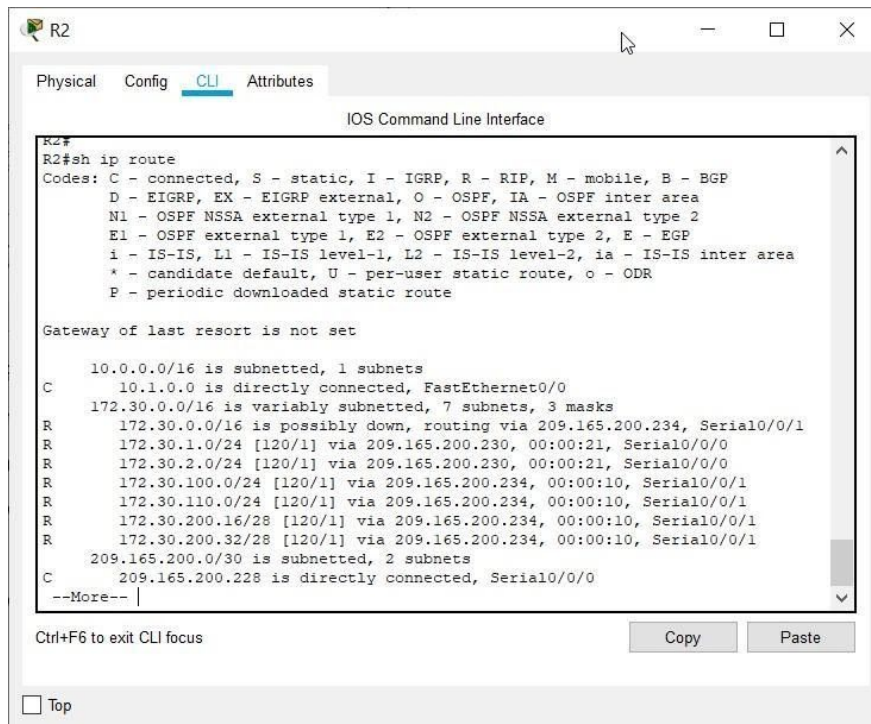 R2
Physical Config CLI Attributes
IOS Command Line Interface
R2#
R2#sh ip route
Codes: C - connected, S - static, I - IGRP, R - RIP, M - mobile, B - BGP
D - EIGRP, EX - EIGRP external, O - OSPF, IA - OSPF inter area
N1 - OSPF NSSA external type 1, N2 - OSPF NSSA external type 2
E1 - OSPF external type 1, E2 - OSPF external type 2, E - EGP
i - IS-IS, L1 - IS-IS level-1, L2 - IS-IS level-2, ia - IS-IS inter area
* - candidate default, U - per-user static route, o - ODR
P - periodic downloaded static route
Gateway of last resort is not set
10.0.0.0/16 is subnetted, 1 subnets
C 10.1.0.0 is directly connected, FastEthernet0/0
172.30.0.0/16 is variably subnetted, 7 subnets, 3 masks
R 172.30.0.0/16 is possibly down, routing via 209.165.200.234, Serial0/0/1
R 172.30.1.0/24 [120/1] via 209.165.200.230, 00:00:21, Serial0/0/0
R 172.30.2.0/24 [120/1] via 209.165.200.230, 00:00:21, Serial0/0/0
R 172.30.100.0/24 [120/1] via 209.165.200.234, 00:00:10, Serial0/0/1
R 172.30.110.0/24 [120/1] via 209.165.200.234, 00:00:10, Serial0/0/1
R 172.30.200.16/28 [120/1] via 209.165.200.234, 00:00:10, Serial0/0/1
R 172.30.200.32/28 [120/1] via 209.165.200.234, 00:00:10, Serial0/0/1
209.165.200.0/30 is subnetted, 2 subnets
C 209.165.200.228 is directly connected, Serial0/0/0
--More--
Ctrl+F6 to exit CLI focus Copy Paste
Top